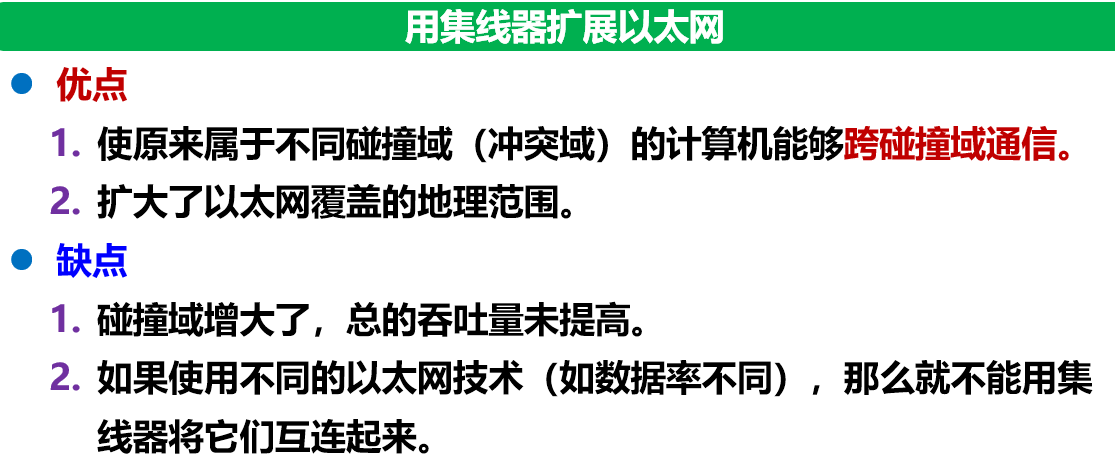 用集线器扩展以太网
● 优点
1. 使原来属于不同碰撞域（冲突域）的计算机能够跨碰撞域通信。
2. 扩大了以太网覆盖的地理范围。
● 缺点
1. 碰撞域增大了，总的吞吐量未提高。
2. 如果使用不同的以太网技术（如数据率不同），那么就不能用集
线器将它们互连起来。